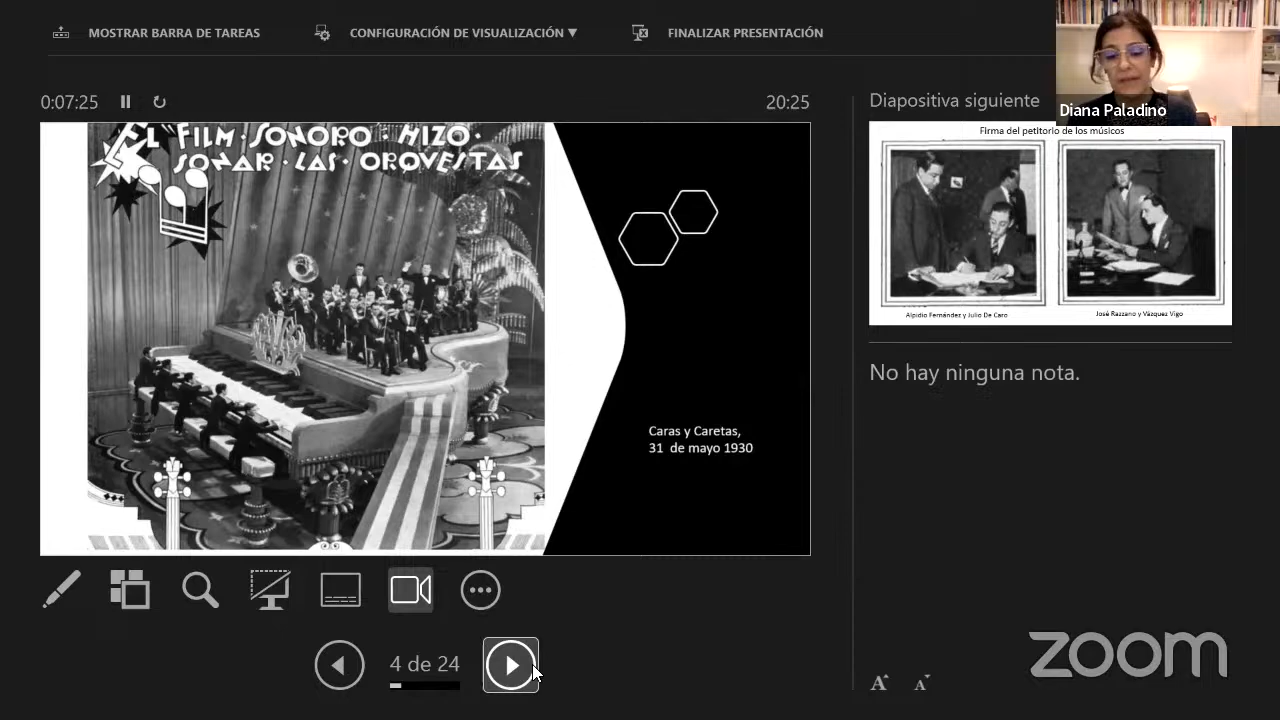 MOSTRAR BARRA DE TAREAS
CONFIGURACIÓN DE VISUALIZACIÓN ▼
FINALIZAR PRESENTACIÓN
Diana Paladino
0:07:25
20:25
Diapositiva siguiente
EL FILM·SONORO·HIZO·
SONAR·LAS·ORQVESTAS
Caras y Caretas,
31 de mayo 1930
Firma del petitorio de los músicos
Alpidio Fernández y Julio De Caro
José Razzano y Vázquez Vigo
No hay ninguna nota.
4 de 24
A A
zoom